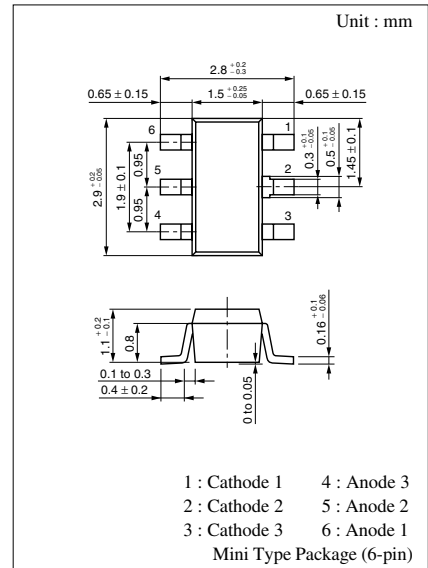 Unit : mm
2.8 +0.2 −0.3
0.65 ± 0.15
1.5 +0.25 −0.05
0.65 ± 0.15
6
1
5
2
4
3
2.9 +0.2 −0.05
1.9 ± 0.1
0.95
0.95
0.3 +0.1 −0.05
0.5 +0.1 −0.05
1.45 ± 0.1
1.1 +0.2 −0.1
0.8
0.16 +0.1 −0.06
0.1 to 0.3
0.4 ± 0.2
0 to 0.05
1 : Cathode 1 4 : Anode 3
2 : Cathode 2 5 : Anode 2
3 : Cathode 3 6 : Anode 1
Mini Type Package (6-pin)